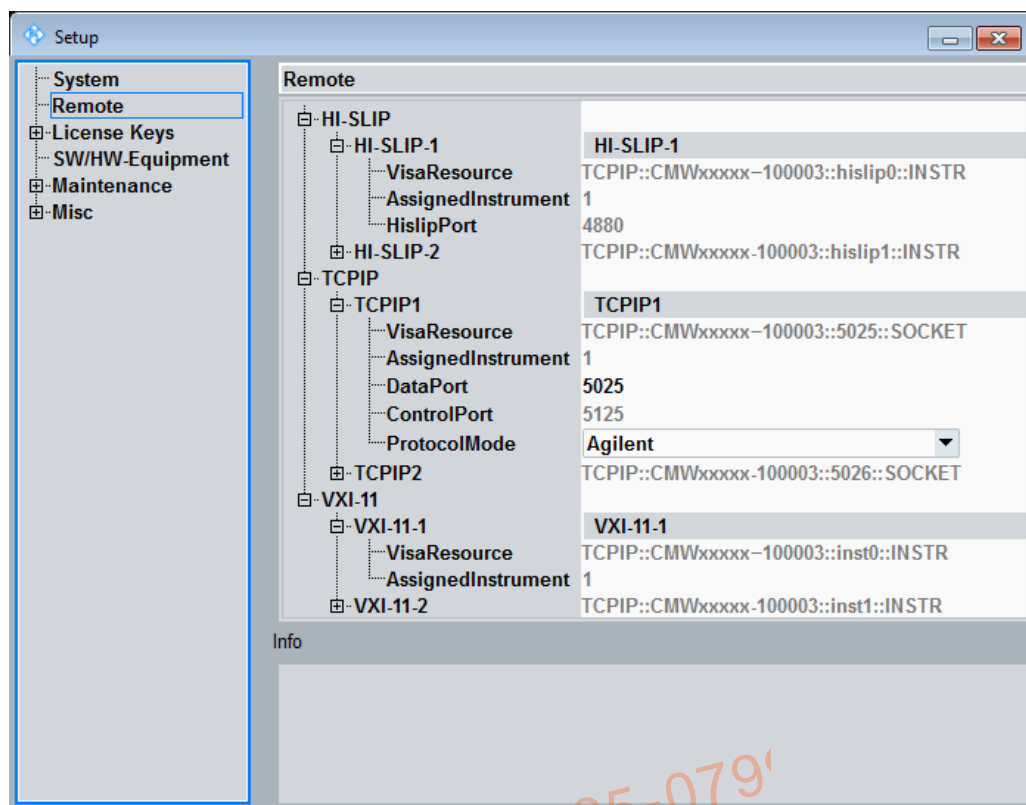 Setup
System
Remote
License Keys
SW/HW-Equipment
Maintenance
Misc
Remote
HI-SLIP
HI-SLIP-1 HI-SLIP-1
VisaResource TCPIP::CMWxxxxx−100003::hislip0::INSTR
AssignedInstrument 1
HislipPort 4880
HI-SLIP-2 TCPIP::CMWxxxxx-100003::hislip1::INSTR
TCPIP
TCPIP1 TCPIP1
VisaResource TCPIP::CMWxxxxx−100003::5025::SOCKET
AssignedInstrument 1
DataPort 5025
ControlPort 5125
ProtocolMode Agilent
TCPIP2 TCPIP::CMWxxxxx-100003::5026::SOCKET
VXI-11
VXI-11-1 VXI-11-1
VisaResource TCPIP::CMWxxxxx−100003::inst0::INSTR
AssignedInstrument 1
VXI-11-2 TCPIP::CMWxxxxx-100003::inst1::INSTR
Info